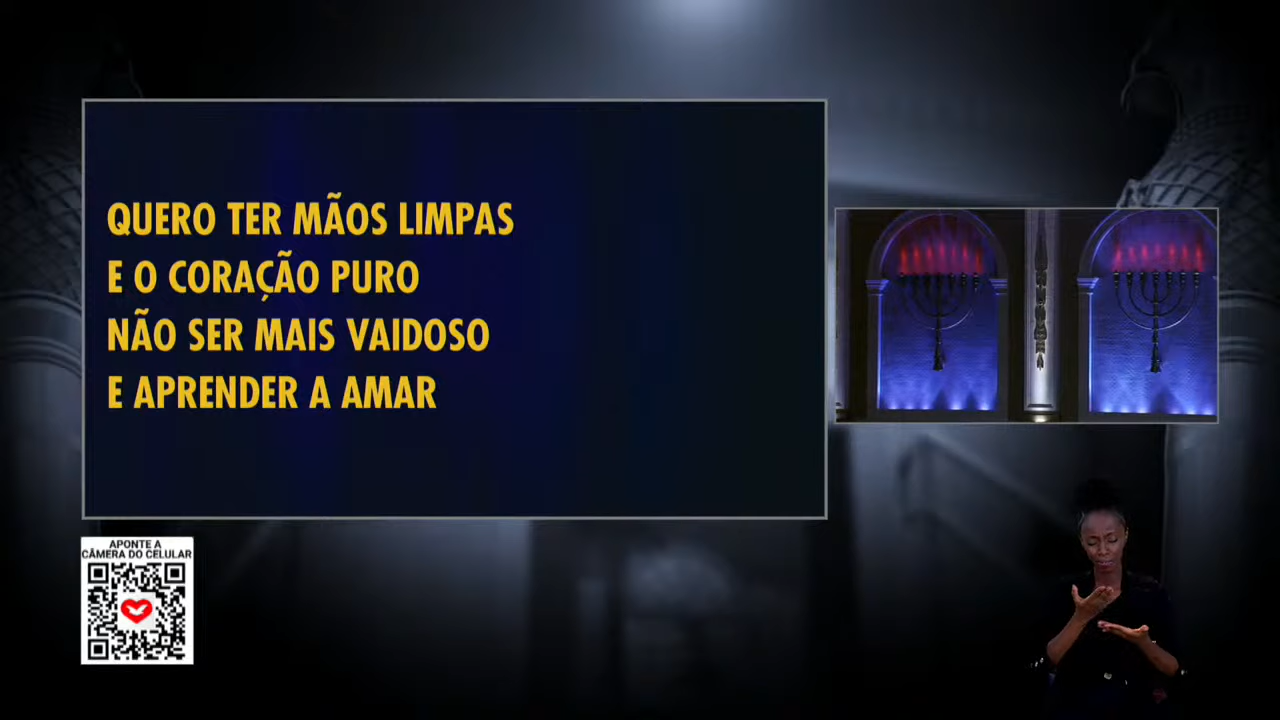 QUERO TER MÃOS LIMPAS
E O CORAÇÃO PURO
NÃO SER MAIS VAIDOSO
E APRENDER A AMAR
APONTE A
CÂMERA DO CELULAR